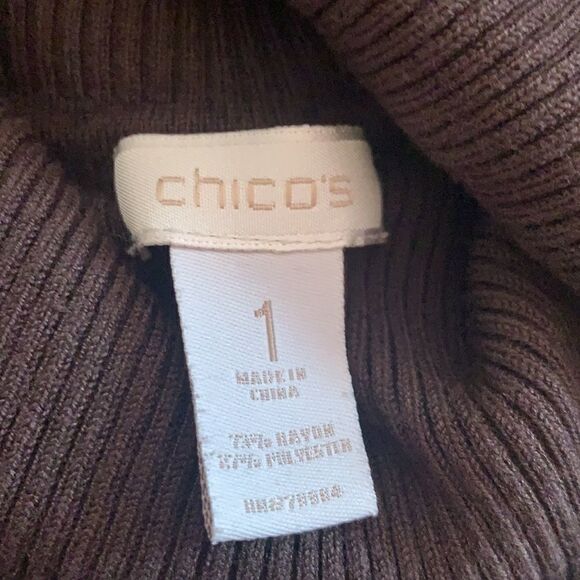 chico's
1
MADE IN
CHINA
RAYON
POLYESTER